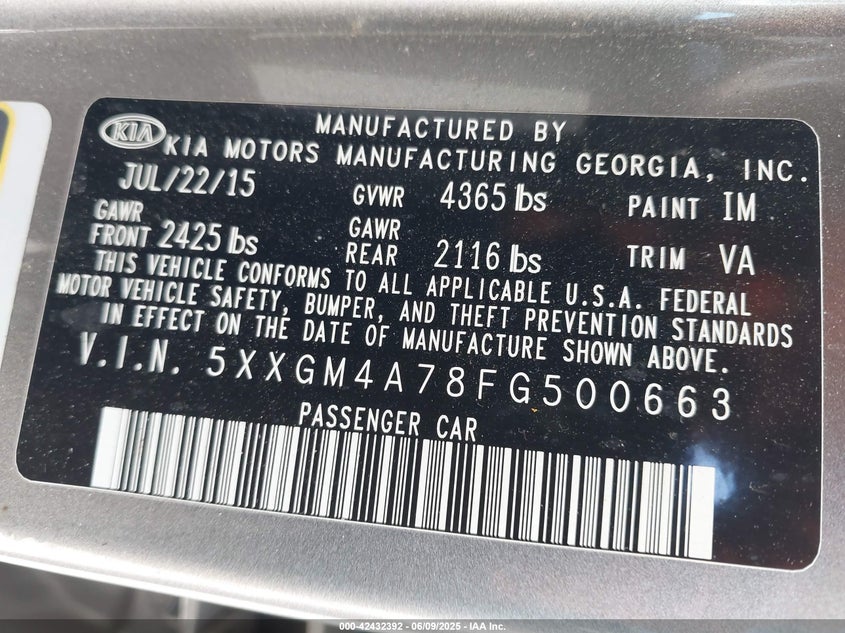 KIA
MANUFACTURED BY
KIA MOTORS MANUFACTURING GEORGIA, INC.
JUL/22/15 GVWR 4365 lbs PAINT IM
GAWR FRONT 2425 lbs GAWR REAR 2116 lbs TRIM VA
THIS VEHICLE CONFORMS TO ALL APPLICABLE U.S.A. FEDERAL
MOTOR VEHICLE SAFETY, BUMPER, AND THEFT PREVENTION STANDARDS
IN EFFECT ON THE DATE OF MANUFACTURE SHOWN ABOVE.
V.I.N. 5XXGM4A78FG500663
PASSENGER CAR
000-42432392 - 06/09/2025 - IAA Inc.